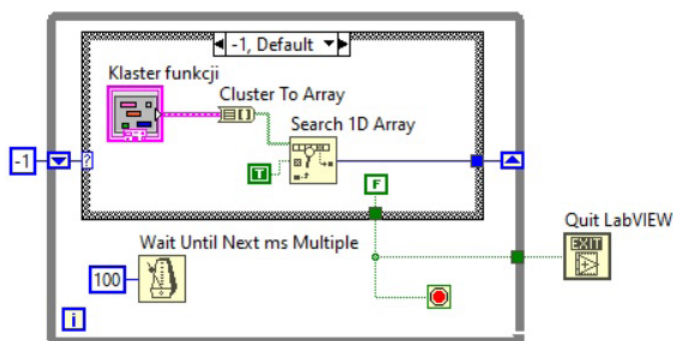 -1, Default
Klaster funkcji
Cluster To Array
Search 1D Array
-1
?
T
F
Quit LabVIEW
EXIT
Wait Until Next ms Multiple
100
i